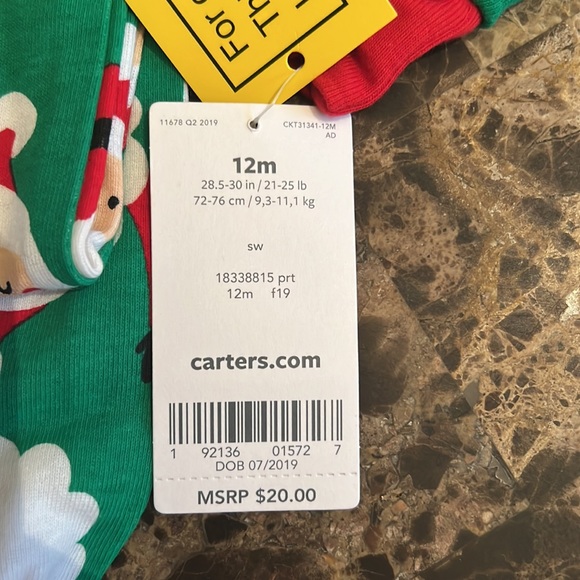 For
Th
11678 Q2 2019
CKT31341-12M
AD
12m
28.5-30 in / 21-25 lb
72-76 cm / 9,3-11,1 kg
sw
18338815 prt
12m f19
carters.com
1 92136 01572 7
DOB 07/2019
MSRP $20.00